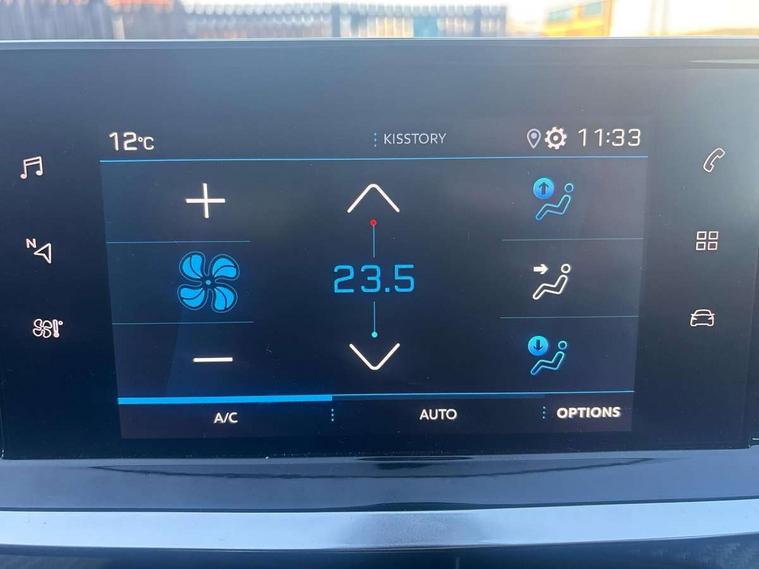 12°C
KISSTORY
11:33
N
23.5
A/C
AUTO
OPTIONS